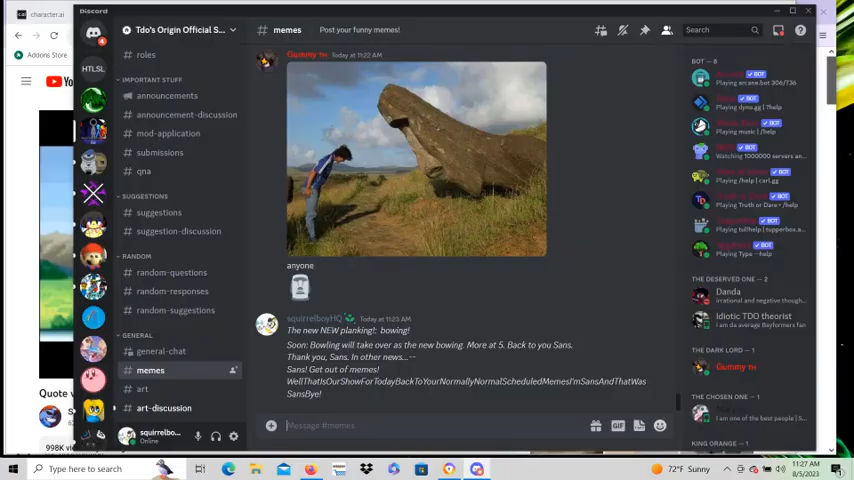 Discord
character.ai
Addons Store
You
Quote
998K vie
HTLSL
Tdo's Origin Official S...
roles
IMPORTANT STUFF
announcements
announcement-discussion
mod-application
submissions
qna
SUGGESTIONS
suggestions
suggestion-discussion
RANDOM
random-questions
random-responses
random-suggestions
GENERAL
general-chat
memes
art
art-discussion
squirrelbo...
Online
memes
Post your funny memes!
Search
Gummy TH Today at 11:22 AM
anyone
squirrelboyHQ Today at 11:23 AM
The new NEW planking!: bowing!
Soon: Bowling will take over as the new bowing. More at 5. Back to you Sans.
Thank you, Sans. In other news...--
Sans! Get out of memes!
WellThatIsOurShowForTodayBackToYourNormallyNormalScheduledMemesI'mSansAndThatWas
SansBye!
Message #memes
GIF
BOT — 8
BOT
Playing arcane.bot 306/736
BOT
Playing dyno.gg | ?help
BOT
Playing music | /help
BOT
Watching 1000000 servers an...
BOT
Playing /help | carl.gg
BOT
Playing Truth or Dare • /help
BOT
Playing tul!help | tupperbox.a...
BOT
Playing Type --help
THE DESERVED ONE — 2
Danda
irrational and negative though...
Idiotic TDO theorist
I am da average Bayformers fan
THE DARK LORD — 1
Gummy TH
THE CHOSEN ONE — 1
I am one of the best people | S...
KING ORANGE — 1
Type here to search
72°F Sunny
11:27 AM
8/5/2023